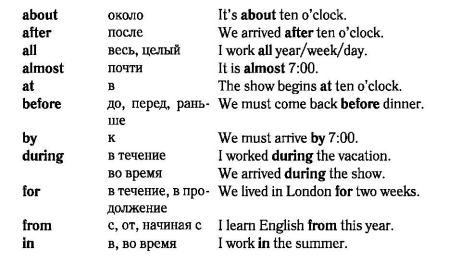 about около It's about ten o'clock.
after после We arrived after ten o'clock.
all весь, целый I work all year/week/day.
almost почти It is almost 7:00.
at в The show begins at ten o'clock.
before до, перед, рань- We must come back before dinner.
ше
by к We must arrive by 7:00.
during в течение I worked during the vacation.
во время We arrived during the show.
for в течение, в про- We lived in London for two weeks.
должение
from с, от, начиная с I learn English from this year.
in в, во время I work in the summer.